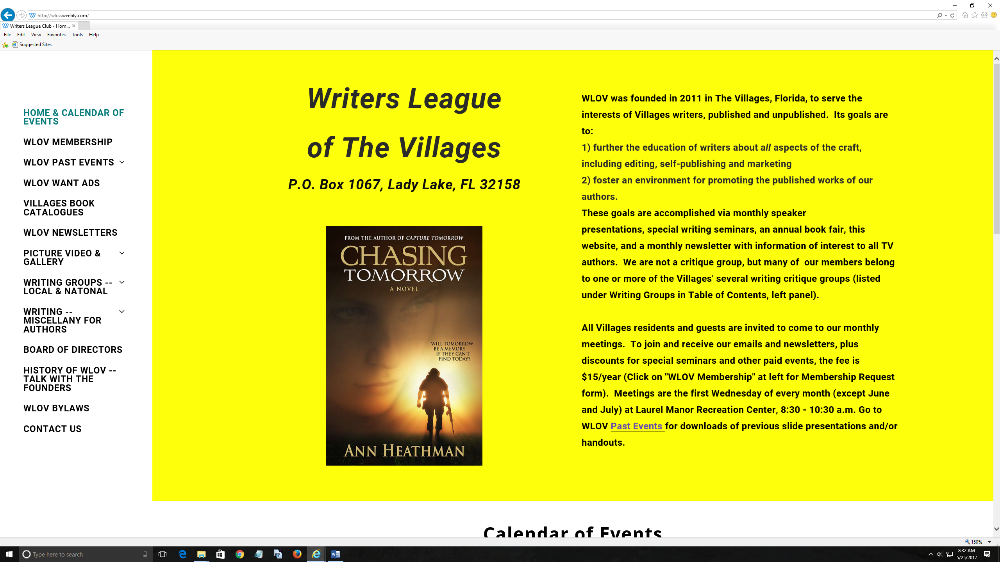 http://wlov.weebly.com/
Writers League Club - Hom...
File Edit View Favorites Tools Help
Suggested Sites
HOME & CALENDAR OF
EVENTS
WLOV MEMBERSHIP
WLOV PAST EVENTS
WLOV WANT ADS
VILLAGES BOOK
CATALOGUES
WLOV NEWSLETTERS
PICTURE VIDEO &
GALLERY
WRITING GROUPS --
LOCAL & NATONAL
WRITING --
MISCELLANY FOR
AUTHORS
BOARD OF DIRECTORS
HISTORY OF WLOV --
TALK WITH THE
FOUNDERS
WLOV BYLAWS
CONTACT US
Writers League
of The Villages
P.O. Box 1067, Lady Lake, FL 32158
FROM THE AUTHOR OF CAPTURE TOMORROW
CHASING
TOMORROW
A NOVEL
WILL TOMORROW
BE A MEMORY
IF THEY CAN'T
FIND TODAY?
ANN HEATHMAN
WLOV was founded in 2011 in The Villages, Florida, to serve the
interests of Villages writers, published and unpublished.  Its goals are
to:
1) further the education of writers about all aspects of the craft,
including editing, self-publishing and marketing
2) foster an environment for promoting the published works of our
authors.
These goals are accomplished via monthly speaker
presentations, special writing seminars, an annual book fair, this
website, and a monthly newsletter with information of interest to all TV
authors.  We are not a critique group, but many of  our members belong
to one or more of the Villages' several writing critique groups (listed
under Writing Groups in Table of Contents, left panel).
All Villages residents and guests are invited to come to our monthly
meetings.  To join and receive our emails and newsletters, plus
discounts for special seminars and other paid events, the fee is
$15/year (Click on "WLOV Membership" at left for Membership Request
form).  Meetings are the first Wednesday of every month (except June
and July) at Laurel Manor Recreation Center, 8:30 - 10:30 a.m. Go to
WLOV Past Events for downloads of previous slide presentations and/or
handouts.
Calendar of Events
150%
Type here to search
8:32 AM
5/25/2017